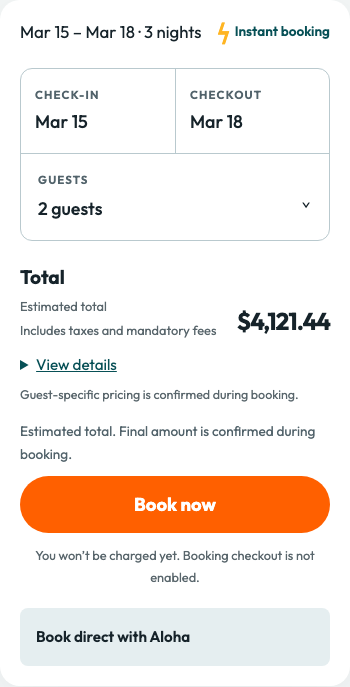 Mar 15 – Mar 18 · 3 nights
Instant booking
CHECK-IN
Mar 15
CHECKOUT
Mar 18
GUESTS
2 guests
Total
Estimated total
Includes taxes and mandatory fees
$4,121.44
View details
Guest-specific pricing is confirmed during booking.
Estimated total. Final amount is confirmed during
booking.
Book now
You won’t be charged yet. Booking checkout is not
enabled.
Book direct with Aloha